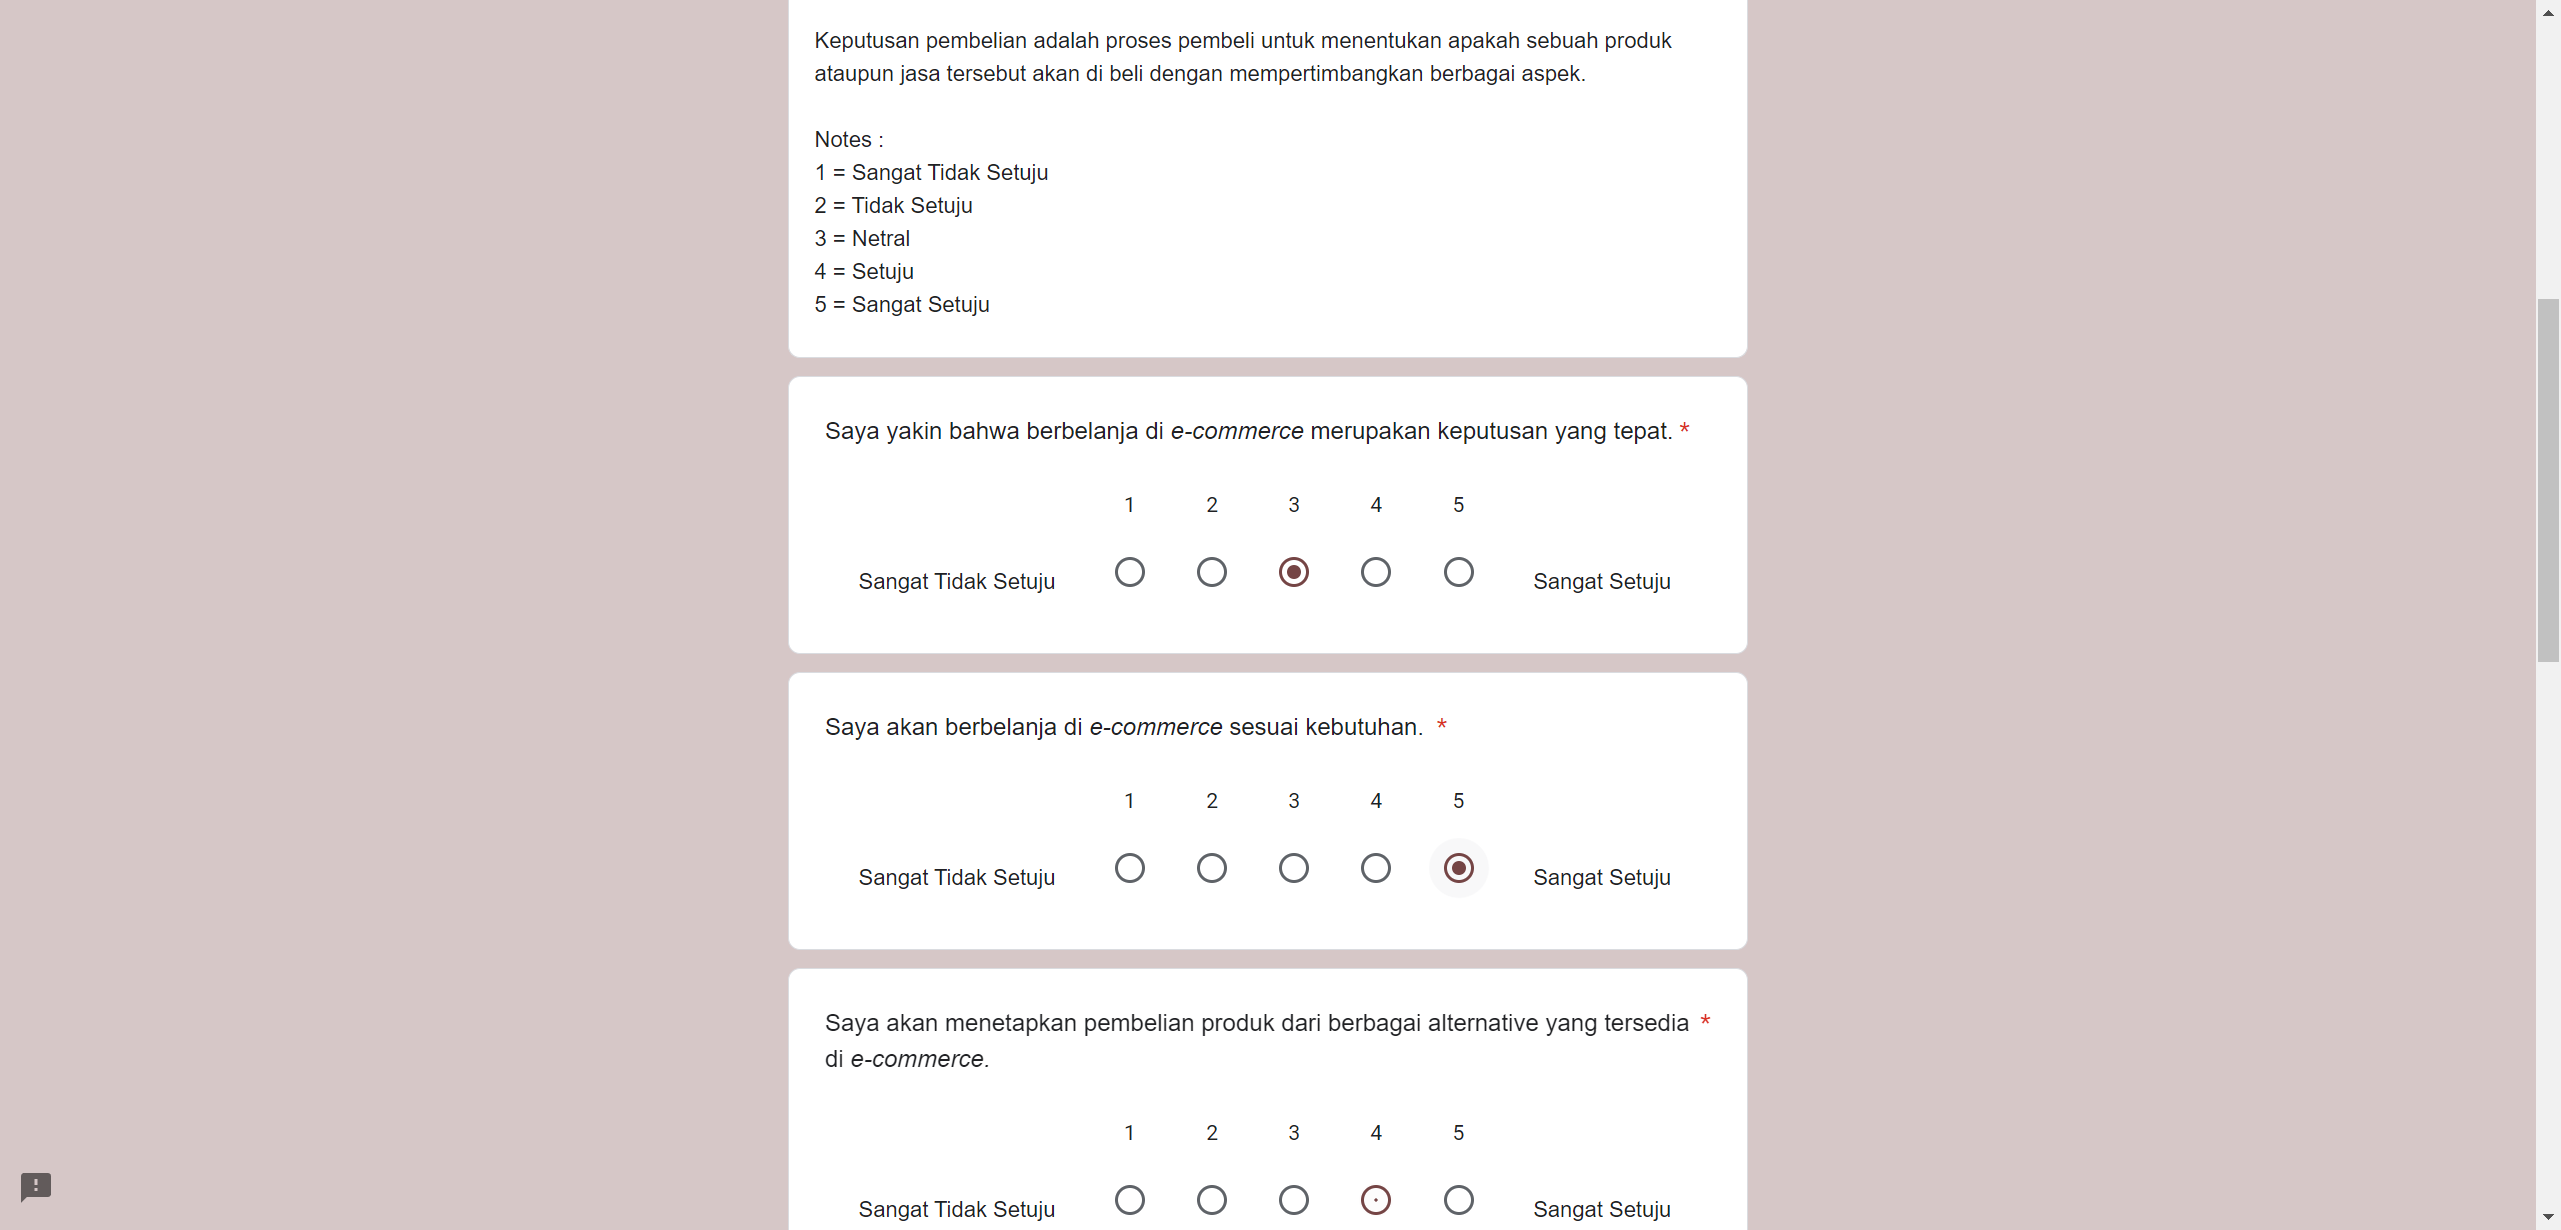 Keputusan pembelian adalah proses pembeli untuk menentukan apakah sebuah produk
ataupun jasa tersebut akan di beli dengan mempertimbangkan berbagai aspek.
Notes :
1 = Sangat Tidak Setuju
2 = Tidak Setuju
3 = Netral
4 = Setuju
5 = Sangat Setuju
Saya yakin bahwa berbelanja di e-commerce merupakan keputusan yang tepat. *
1 2 3 4 5
Sangat Tidak Setuju Sangat Setuju
Saya akan berbelanja di e-commerce sesuai kebutuhan. *
1 2 3 4 5
Sangat Tidak Setuju Sangat Setuju
Saya akan menetapkan pembelian produk dari berbagai alternative yang tersedia *
di e-commerce.
1 2 3 4 5
Sangat Tidak Setuju Sangat Setuju